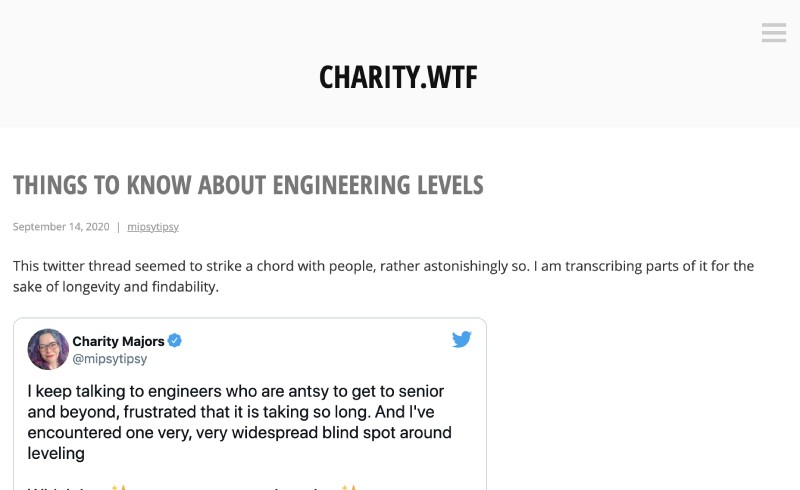 CHARITY.WTF
THINGS TO KNOW ABOUT ENGINEERING LEVELS
September 14, 2020 | mipsytipsy
This twitter thread seemed to strike a chord with people, rather astonishingly so. I am transcribing parts of it for the
sake of longevity and findability.
Charity Majors
@mipsytipsy
I keep talking to engineers who are antsy to get to senior
and beyond, frustrated that it is taking so long. And I've
encountered one very, very widespread blind spot around
leveling